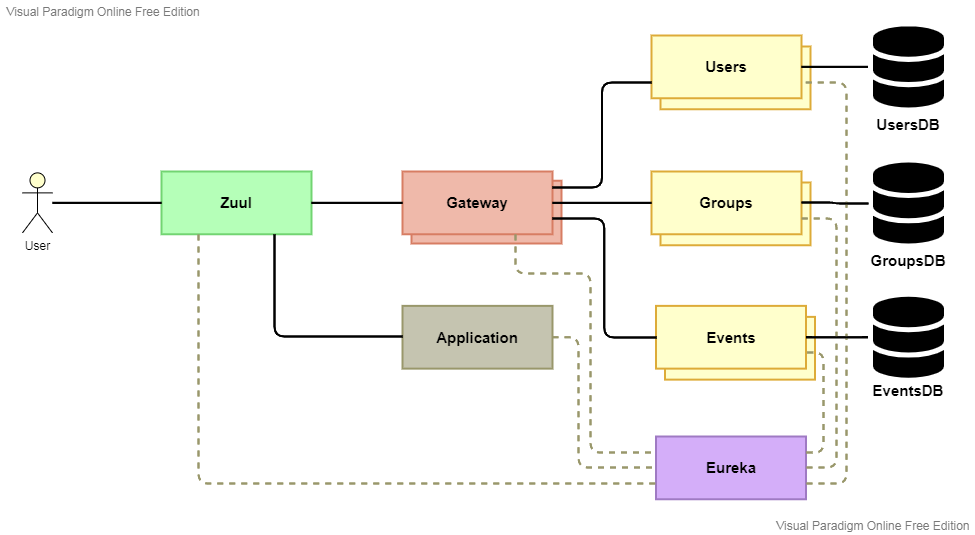 Visual Paradigm Online Free Edition
Users
UsersDB
User
Zuul
Gateway
Groups
GroupsDB
Application
Events
EventsDB
Eureka
Visual Paradigm Online Free Edition